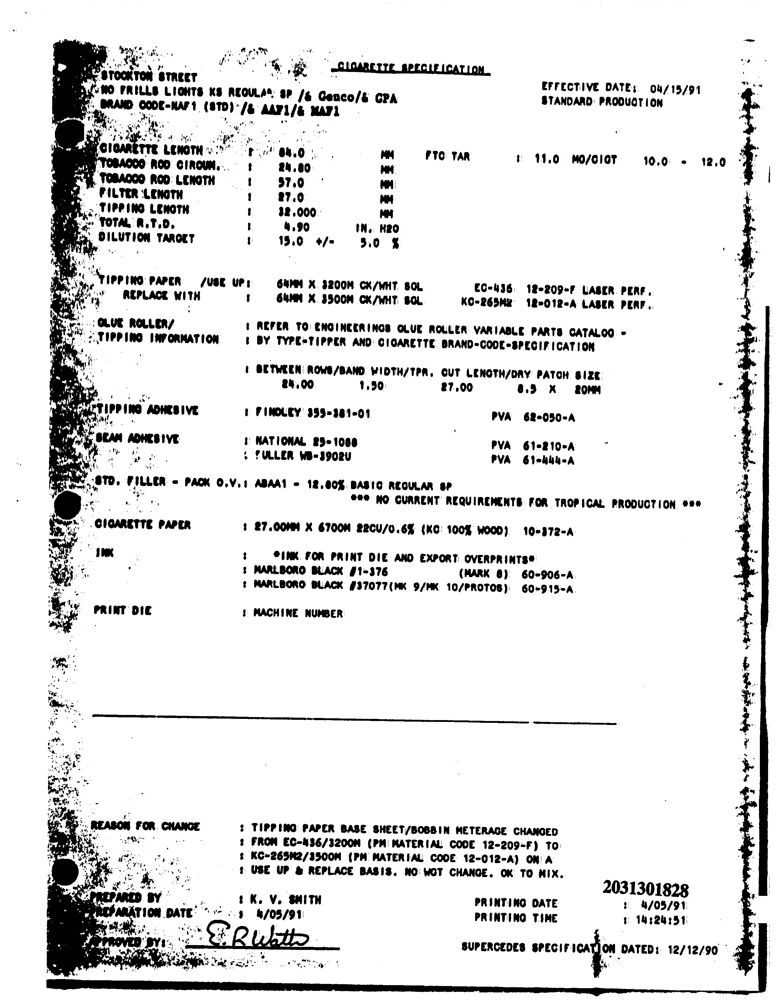 CIGARETTE SPECIFICATION
STOCKTON STREET
NO FRILLS LIGHTS KS REGULAR SP /& Genco/& GPA
BRAND CODE-NAF1 (STD) /& AAF1/& MAF1
EFFECTIVE DATE: 04/15/91
STANDARD PRODUCTION
CIGARETTE LENGTH : 84.0 MM FTC TAR : 11.0 MG/CIGT 10.0 - 12.0
TOBACCO ROD CIRCUM. : 24.80 MM
TOBACCO ROD LENGTH : 57.0 MM
FILTER LENGTH : 27.0 MM
TIPPING LENGTH : 32.000 MM
TOTAL R.T.D. : 4.90 IN. H2O
DILUTION TARGET : 15.0 +/- 5.0 %
TIPPING PAPER /USE UP: 64MM X 3200M CK/WHT SOL EC-436 12-209-F LASER PERF.
REPLACE WITH : 64MM X 3500M CK/WHT SOL KC-265M2 12-012-A LASER PERF.
GLUE ROLLER/ : REFER TO ENGINEERINGS GLUE ROLLER VARIABLE PARTS CATALOG -
TIPPING INFORMATION : BY TYPE-TIPPER AND CIGARETTE BRAND-CODE-SPECIFICATION
: BETWEEN ROWS/BAND WIDTH/TPR. CUT LENGTH/DRY PATCH SIZE
24.00 1.50 27.00 8.5 X 20MM
TIPPING ADHESIVE : FINDLEY 355-381-01 PVA 62-050-A
SEAM ADHESIVE : NATIONAL 25-1088 PVA 61-210-A
: FULLER WB-3902U PVA 61-444-A
STD. FILLER - PACK O.V.: ABAA1 - 12.80% BASIC REGULAR SP
*** NO CURRENT REQUIREMENTS FOR TROPICAL PRODUCTION ***
CIGARETTE PAPER : 27.00MM X 6700M 22CU/0.6% (KC 100% WOOD) 10-372-A
INK : *INK FOR PRINT DIE AND EXPORT OVERPRINTS*
: MARLBORO BLACK #1-376 (MARK 8) 60-906-A
: MARLBORO BLACK #37077(MK 9/MK 10/PROTOS) 60-915-A
PRINT DIE : MACHINE NUMBER
REASON FOR CHANGE : TIPPING PAPER BASE SHEET/BOBBIN METERAGE CHANGED
: FROM EC-436/3200M (PM MATERIAL CODE 12-209-F) TO
: KC-265M2/3500M (PM MATERIAL CODE 12-012-A) ON A
: USE UP & REPLACE BASIS. NO WGT CHANGE. OK TO MIX.
2031301828
PREPARED BY : K. V. SMITH PRINTING DATE : 4/05/91
PREPARATION DATE : 4/05/91 PRINTING TIME : 14:24:51
APPROVED BY: E R Watts
SUPERCEDES SPECIFICATION DATED: 12/12/90